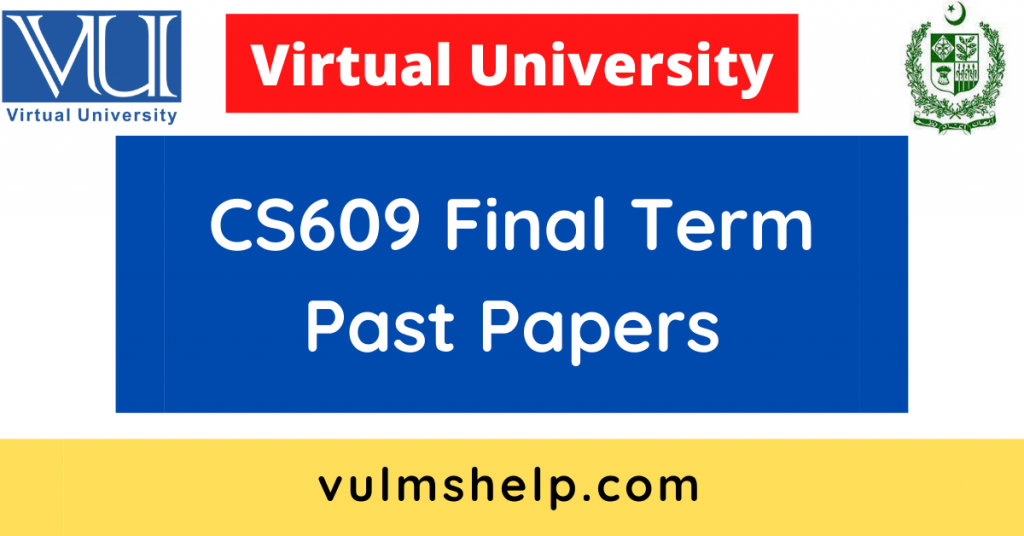 VU
Virtual University
Virtual University
CS609 Final Term
Past Papers
vulmshelp.com